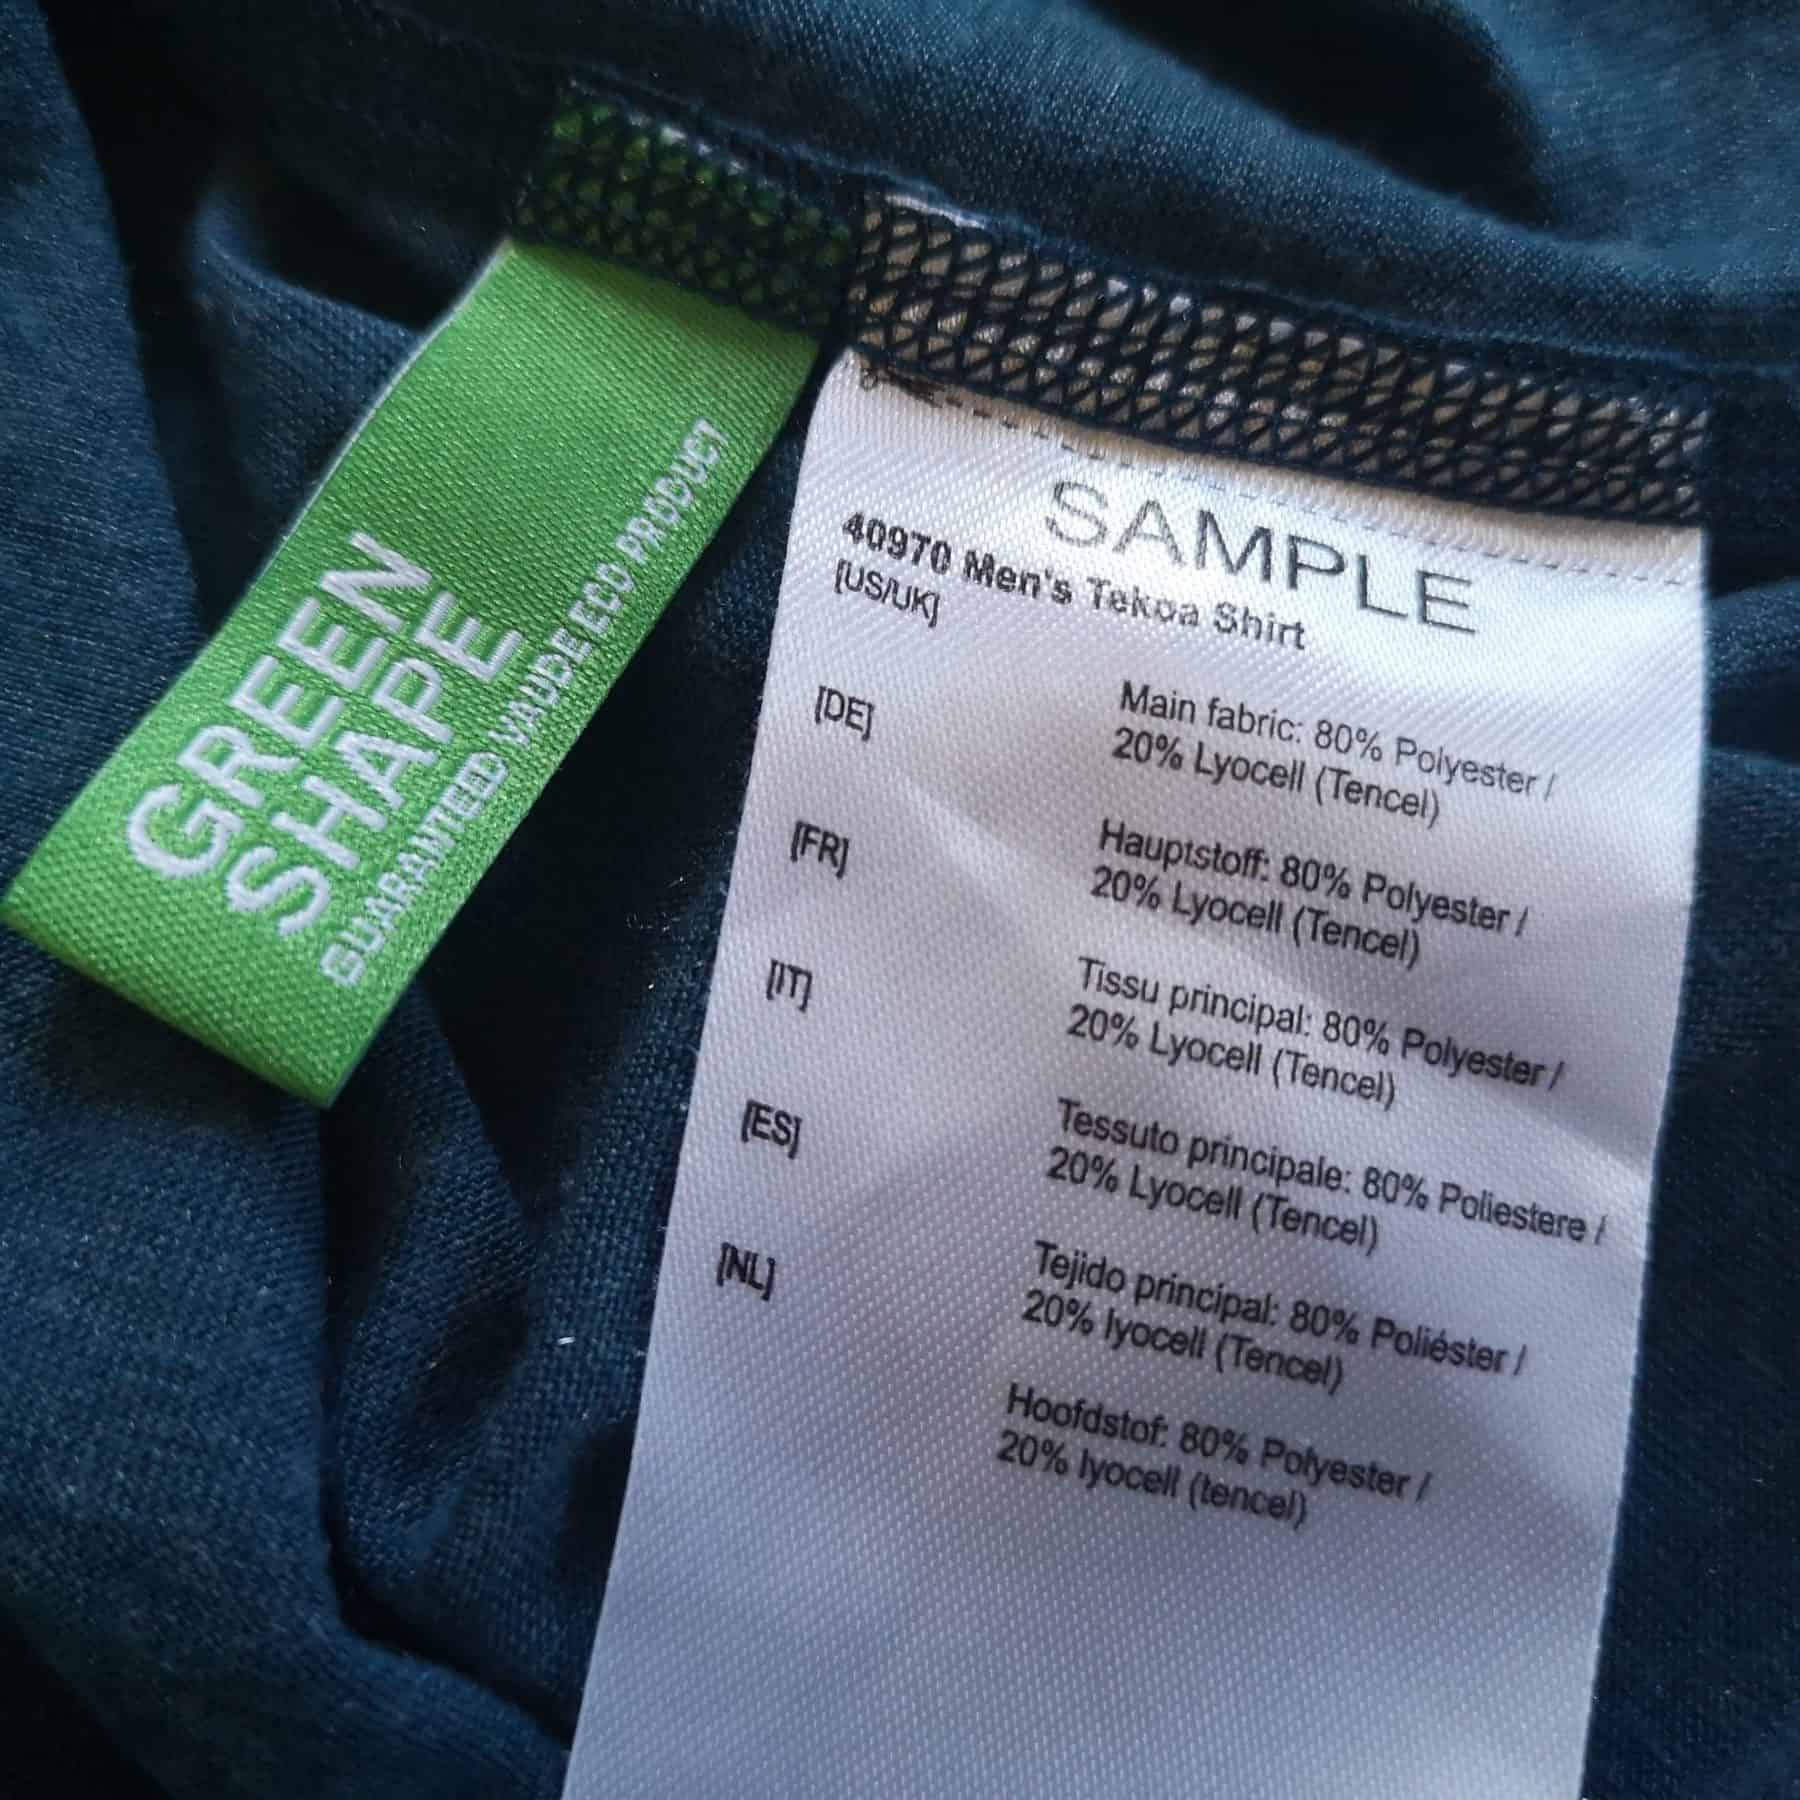 GREEN
SHAPE
GUARANTEED VAUDE ECO PRODUCT
SAMPLE
40970 Men's Tekoa Shirt
[US/UK]
Main fabric: 80% Polyester /
20% Lyocell (Tencel)
[DE]
Hauptstoff: 80% Polyester /
20% Lyocell (Tencel)
[FR]
Tissu principal: 80% Polyester /
20% Lyocell (Tencel)
[IT]
Tessuto principale: 80% Poliestere /
20% Lyocell (Tencel)
[ES]
Tejido principal: 80% Poliéster /
20% lyocell (Tencel)
[NL]
Hoofdstof: 80% Polyester /
20% lyocell (tencel)